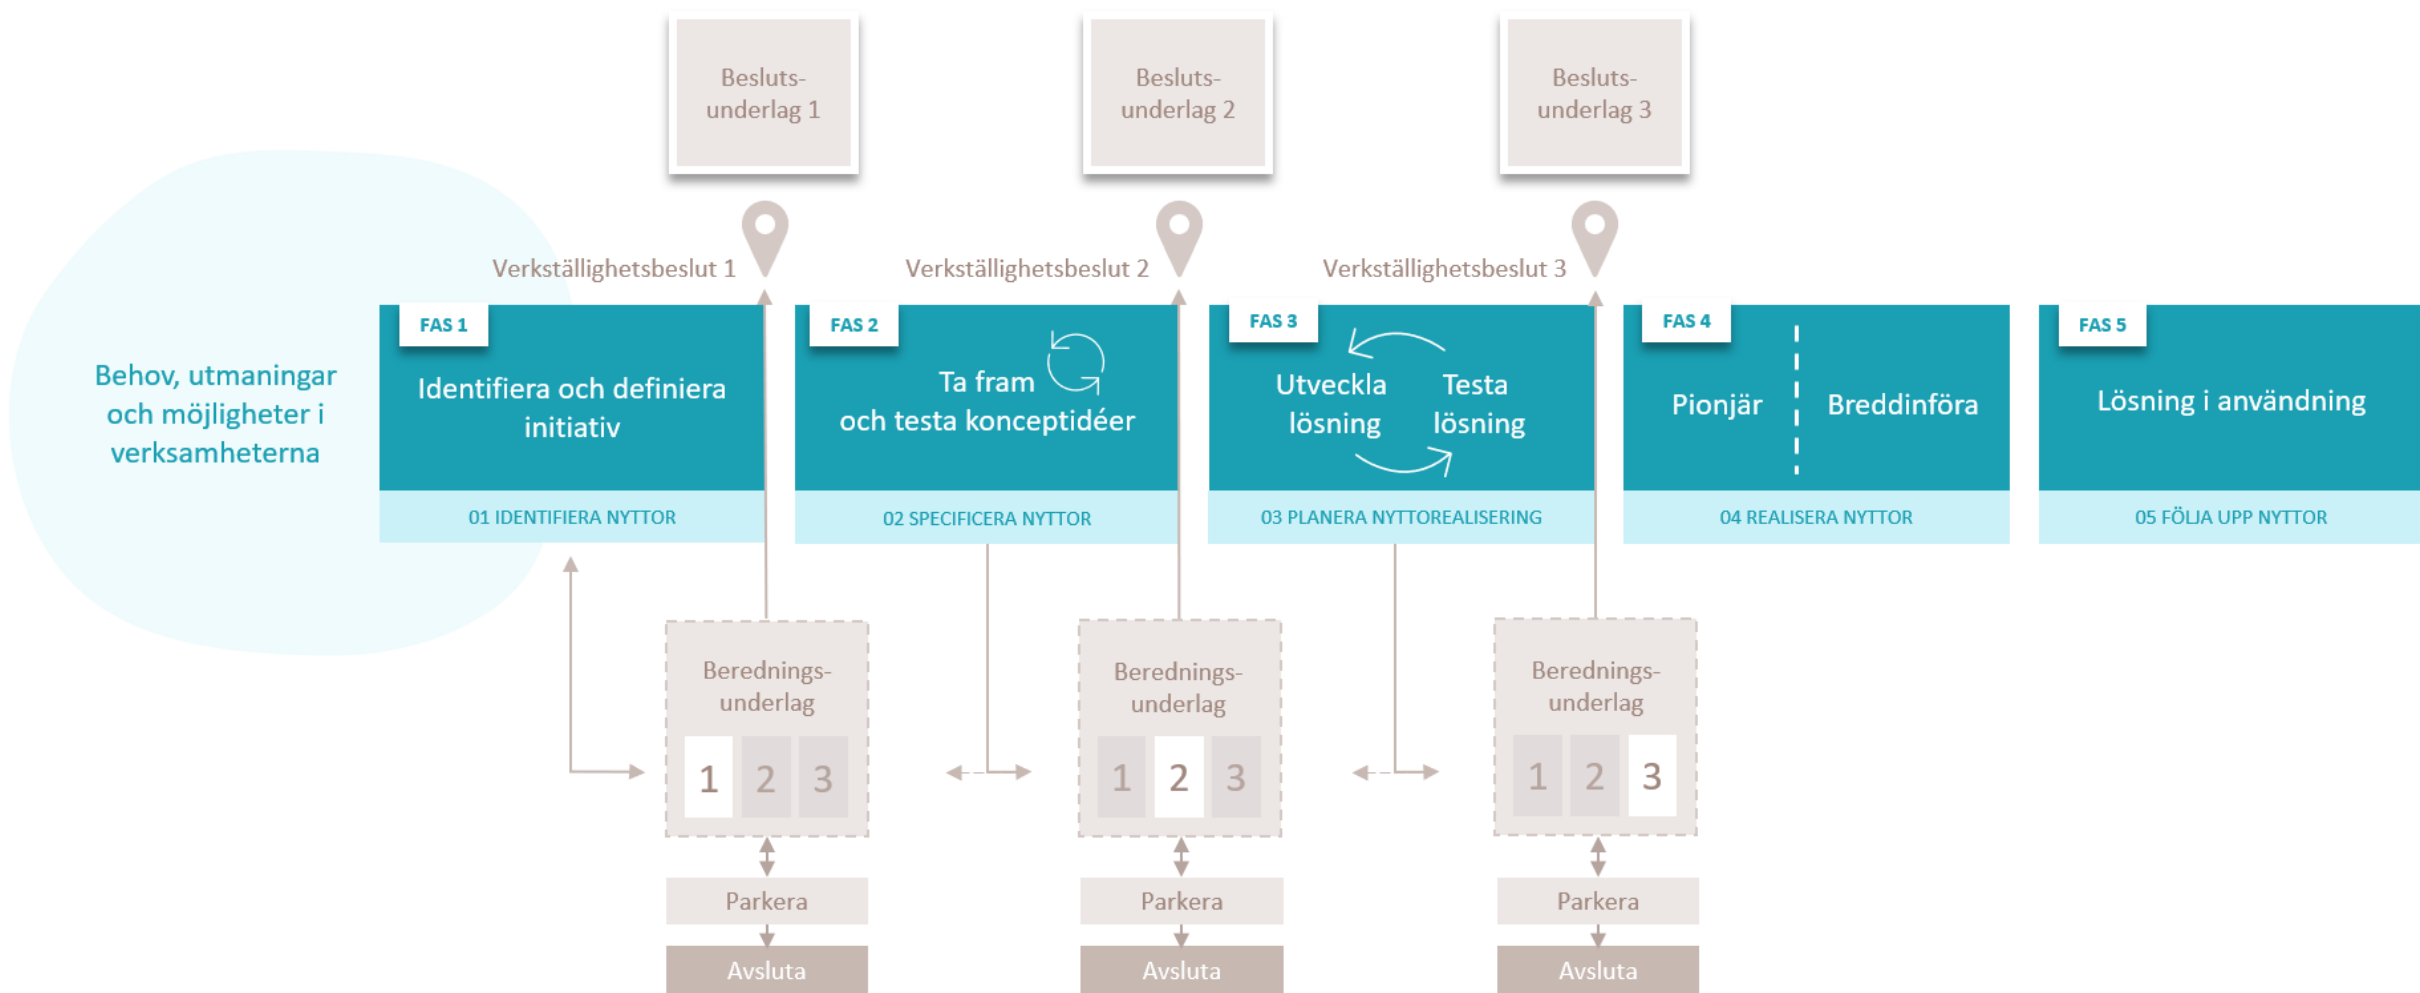 Besluts-
underlag 1
Besluts-
underlag 2
Besluts-
underlag 3
Verkställighetsbeslut 1
Verkställighetsbeslut 2
Verkställighetsbeslut 3
Behov, utmaningar
och möjligheter i
verksamheterna
FAS 1
Identifiera och definiera
initiativ
01 IDENTIFIERA NYTTOR
FAS 2
Ta fram
och testa konceptidéer
02 SPECIFICERA NYTTOR
FAS 3
Utveckla
lösning
Testa
lösning
03 PLANERA NYTTOREALISERING
FAS 4
Pionjär
Breddinföra
04 REALISERA NYTTOR
FAS 5
Lösning i användning
05 FÖLJA UPP NYTTOR
Berednings-
underlag
1 2 3
Parkera
Avsluta
Berednings-
underlag
1 2 3
Parkera
Avsluta
Berednings-
underlag
1 2 3
Parkera
Avsluta